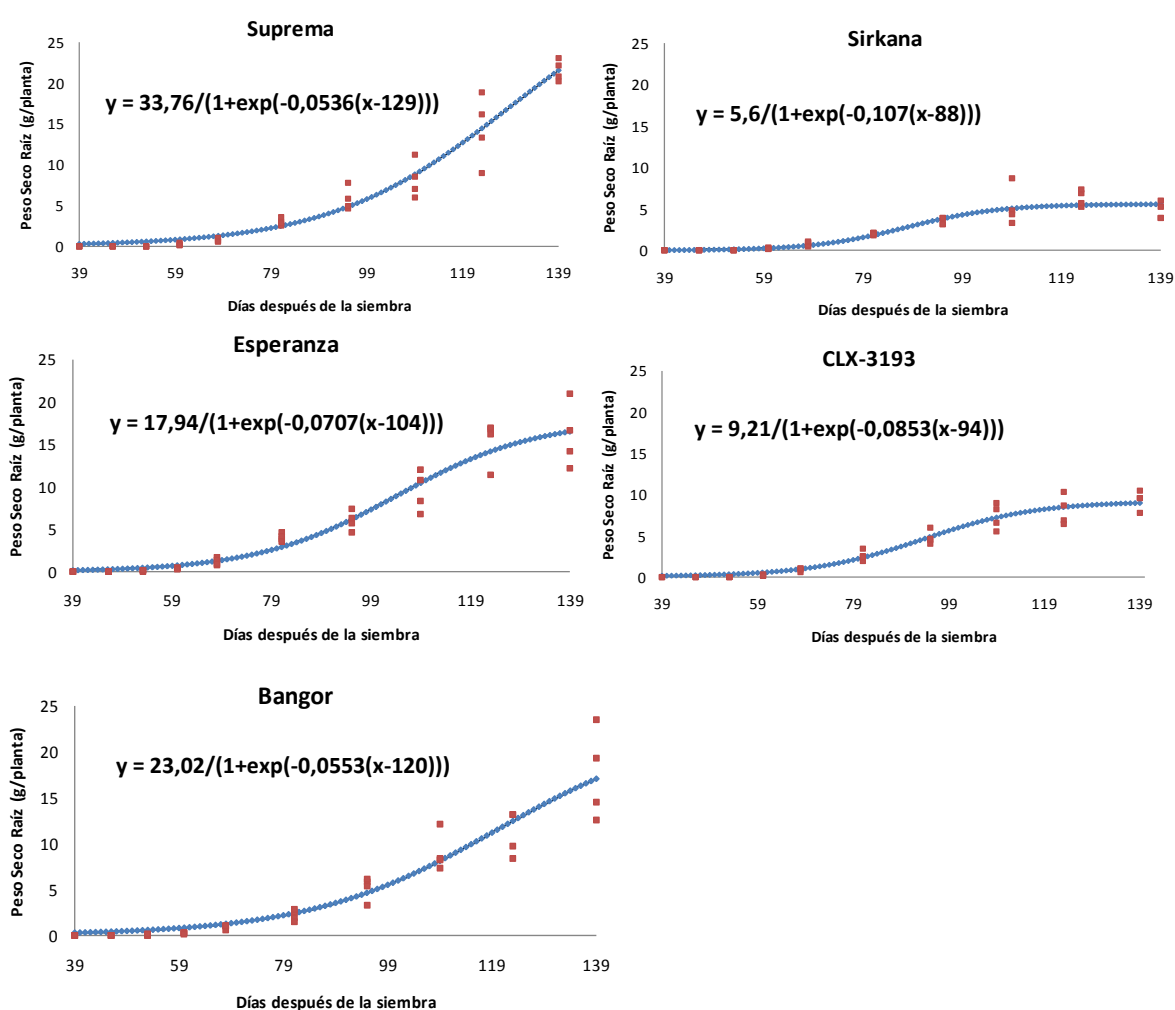 Suprema
Peso Seco Raíz (g/planta)
25
20
15
10
5
0
y = 33,76/(1+exp(-0,0536(x-129)))
39 59 79 99 119 139
Días después de la siembra
Sirkana
Peso Seco Raíz (g/planta)
25
20
15
10
5
0
y = 5,6/(1+exp(-0,107(x-88)))
39 59 79 99 119 139
Días después de la siembra
Esperanza
Peso Seco Raíz (g/planta)
25
20
15
10
5
0
y = 17,94/(1+exp(-0,0707(x-104)))
39 59 79 99 119 139
Días después de la siembra
CLX-3193
Peso Seco Raíz (g/planta)
25
20
15
10
5
0
y = 9,21/(1+exp(-0,0853(x-94)))
39 59 79 99 119 139
Días después de la siembra
Bangor
Peso Seco Raíz (g/planta)
25
20
15
10
5
0
y = 23,02/(1+exp(-0,0553(x-120)))
39 59 79 99 119 139
Días después de la siembra